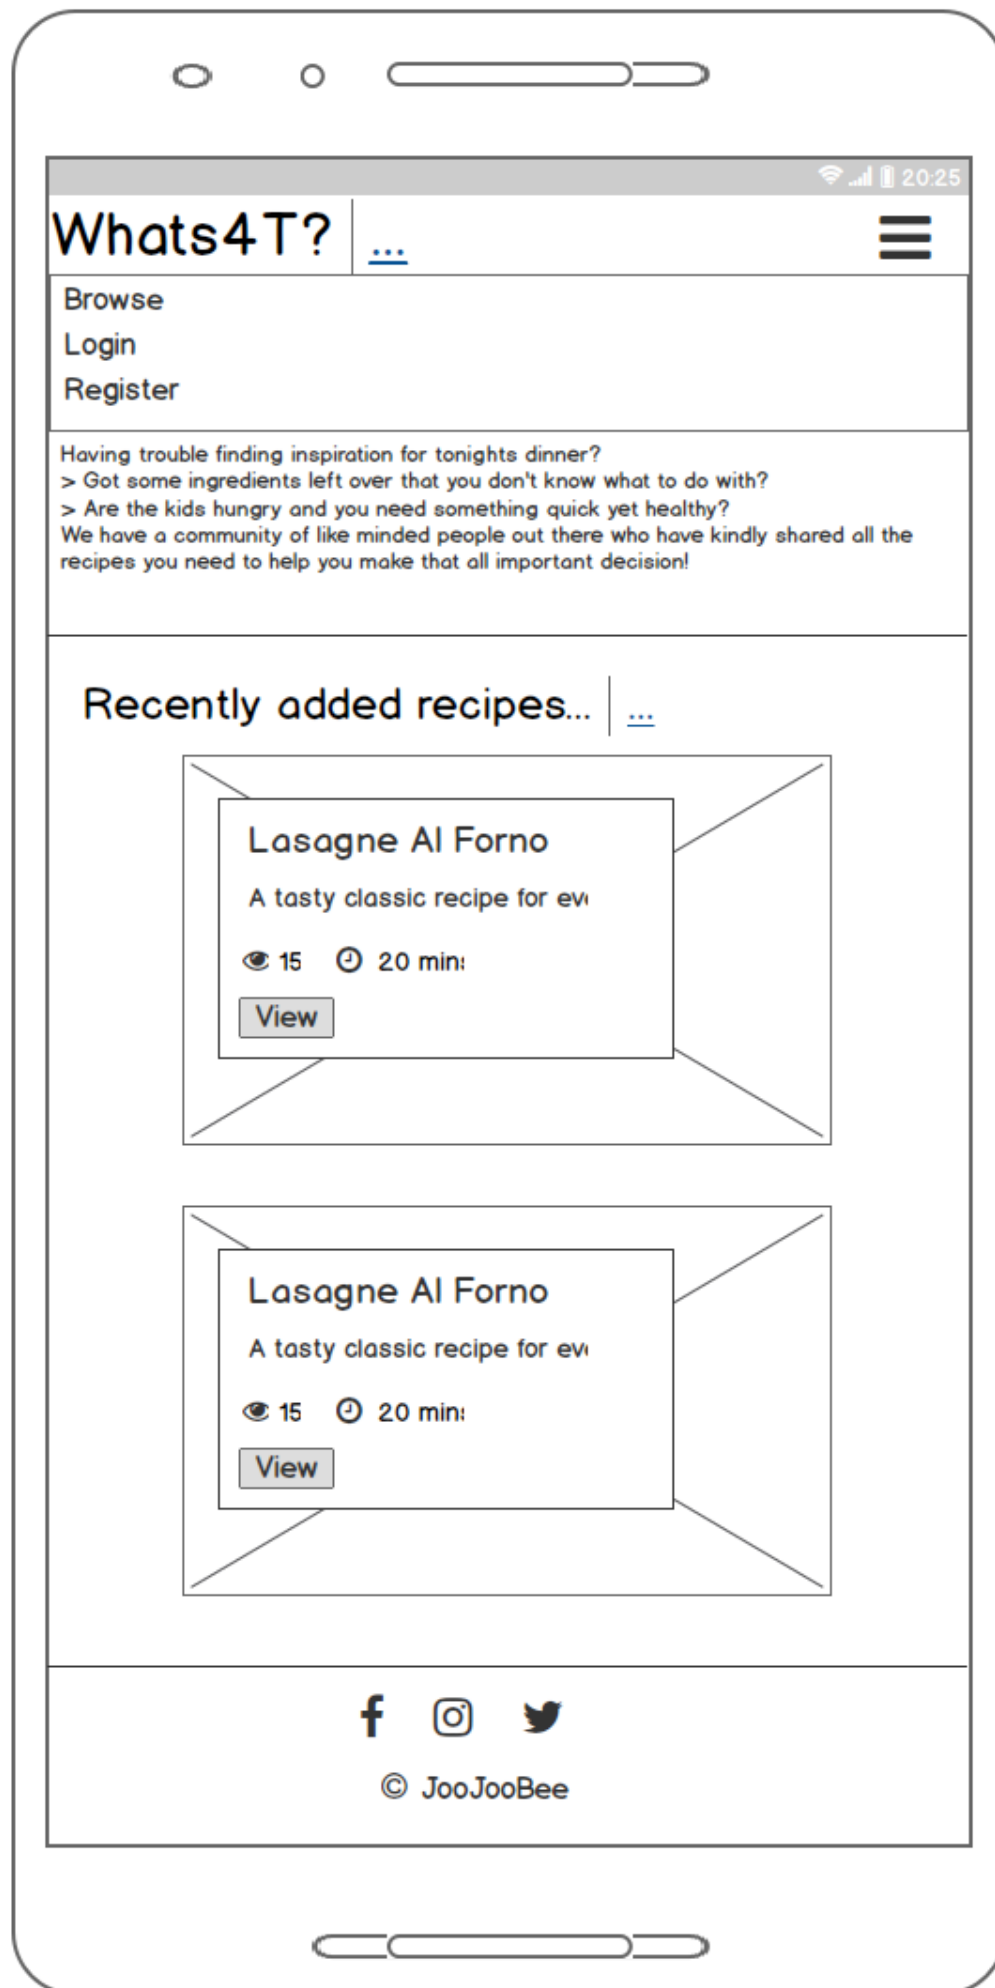 20:25
Whats4T? ...
Browse
Login
Register
Having trouble finding inspiration for tonights dinner?
> Got some ingredients left over that you don't know what to do with?
> Are the kids hungry and you need something quick yet healthy?
We have a community of like minded people out there who have kindly shared all the
recipes you need to help you make that all important decision!
Recently added recipes... ...
Lasagne Al Forno
A tasty classic recipe for
15 20
View
Lasagne Al Forno
A tasty classic recipe for
15 20
View
© JooJooBee